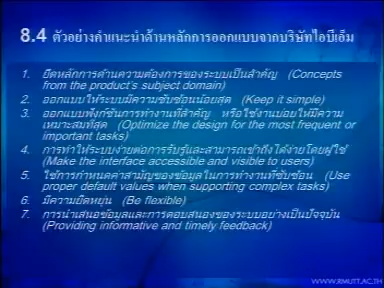 8.4 ตัวอย่างคำแนะนำด้านหลักการออกแบบจากบริษัทไอบีเอ็ม
1. ยึดหลักการด้านความต้องการของระบบเป็นสำคัญ (Concepts
from the product's subject domain)
2. ออกแบบให้ระบบมีความซับซ้อนน้อยสุด (Keep it simple)
3. ออกแบบฟังก์ชันการทำงานที่สำคัญ หรือใช้งานบ่อยให้มีความ
เหมาะสมที่สุด (Optimize the design for the most frequent or
important tasks)
4. การทำให้ระบบง่ายต่อการรับรู้และสามารถเข้าถึงได้ง่ายโดยผู้ใช้
(Make the interface accessible and visible to users)
5. ใช้การกำหนดค่าสามัญของข้อมูลในการทำงานที่ซับซ้อน (Use
proper default values when supporting complex tasks)
6. มีความยืดหยุ่น (Be flexible)
7. การนำเสนอข้อมูลและการตอบสนองของระบบอย่างเป็นปัจจุบัน
(Providing informative and timely feedback)
WWW.RMUTT.AC.TH